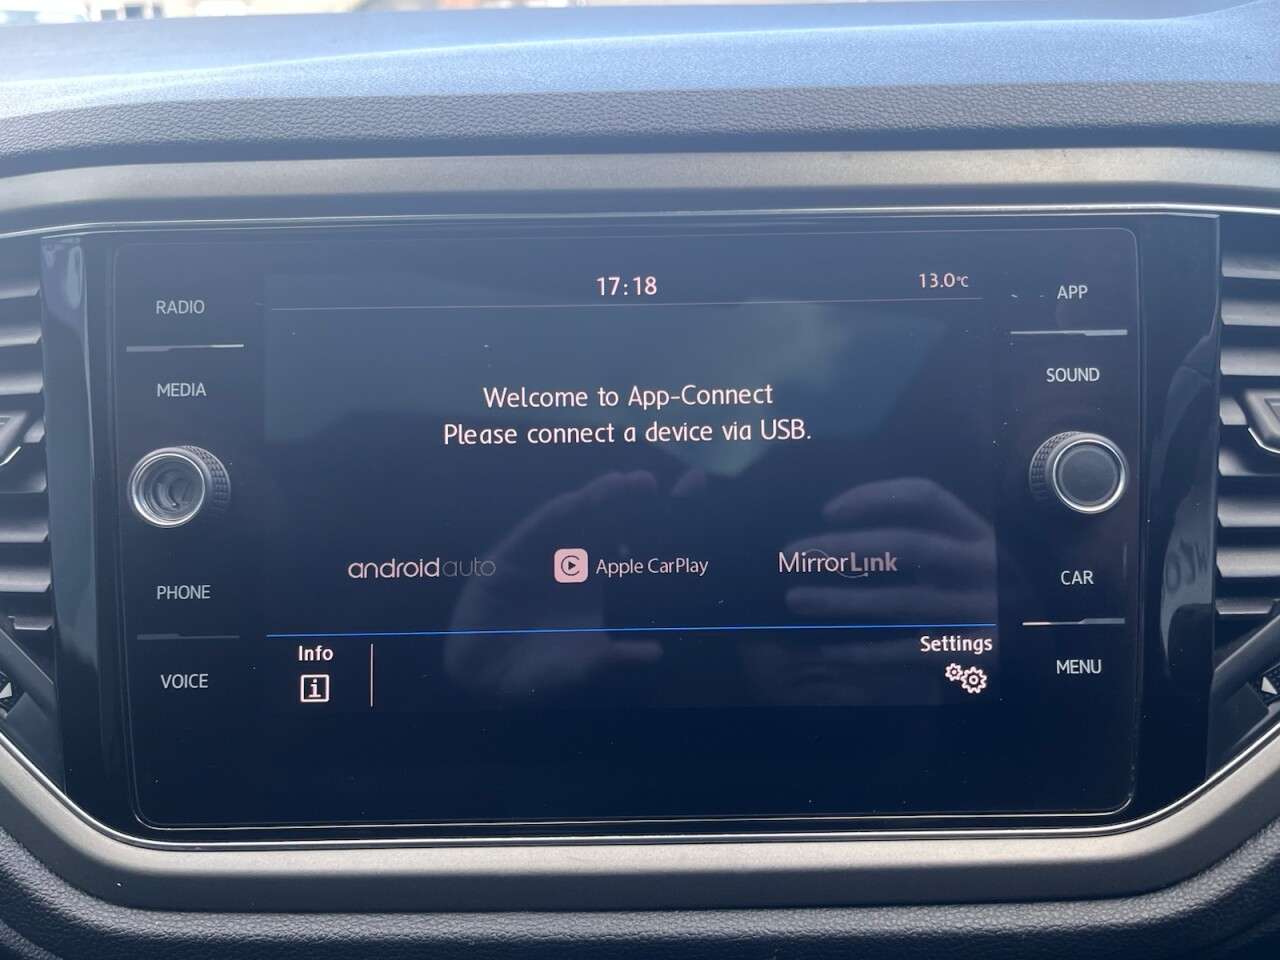 17:18
13.0°C
RADIO
MEDIA
PHONE
VOICE
Welcome to App-Connect
Please connect a device via USB.
androidauto
Apple CarPlay
MirrorLink
Info
i
Settings
APP
SOUND
CAR
MENU